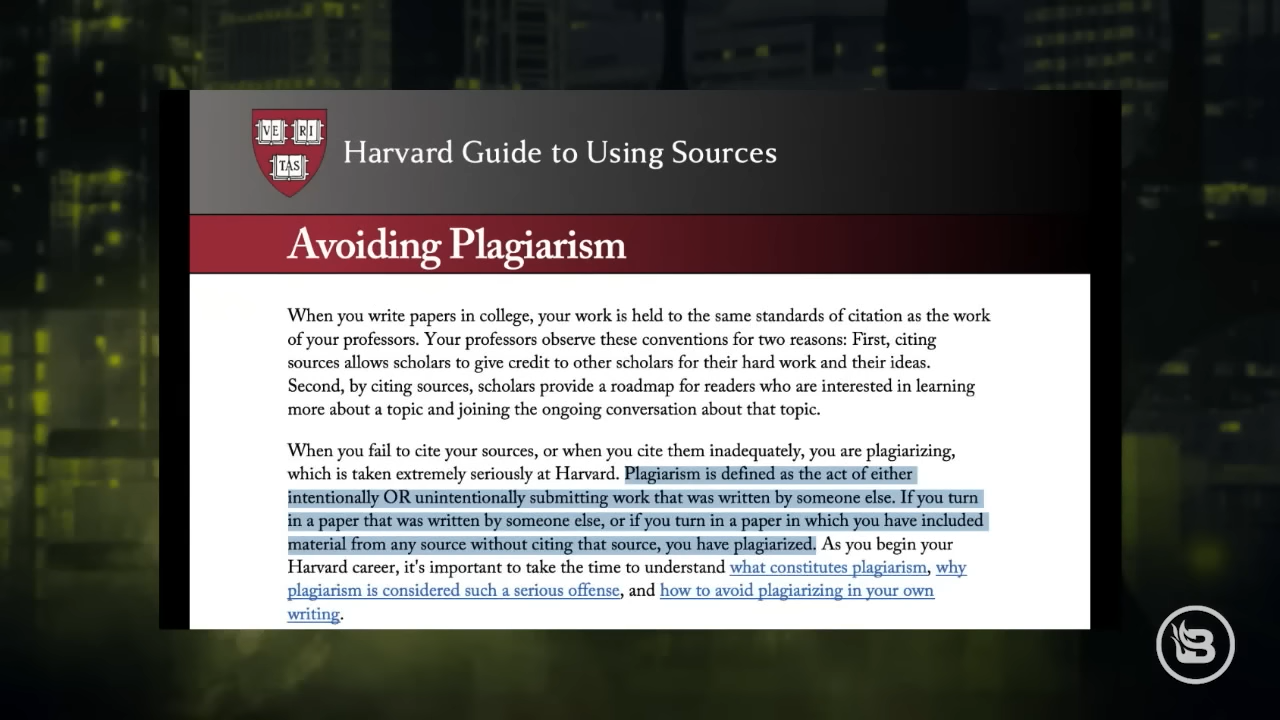 VE RI
TAS
Harvard Guide to Using Sources
Avoiding Plagiarism
When you write papers in college, your work is held to the same standards of citation as the work
of your professors. Your professors observe these conventions for two reasons: First, citing
sources allows scholars to give credit to other scholars for their hard work and their ideas.
Second, by citing sources, scholars provide a roadmap for readers who are interested in learning
more about a topic and joining the ongoing conversation about that topic.
When you fail to cite your sources, or when you cite them inadequately, you are plagiarizing,
which is taken extremely seriously at Harvard. Plagiarism is defined as the act of either
intentionally OR unintentionally submitting work that was written by someone else. If you turn
in a paper that was written by someone else, or if you turn in a paper in which you have included
material from any source without citing that source, you have plagiarized. As you begin your
Harvard career, it's important to take the time to understand what constitutes plagiarism, why
plagiarism is considered such a serious offense, and how to avoid plagiarizing in your own
writing.
B